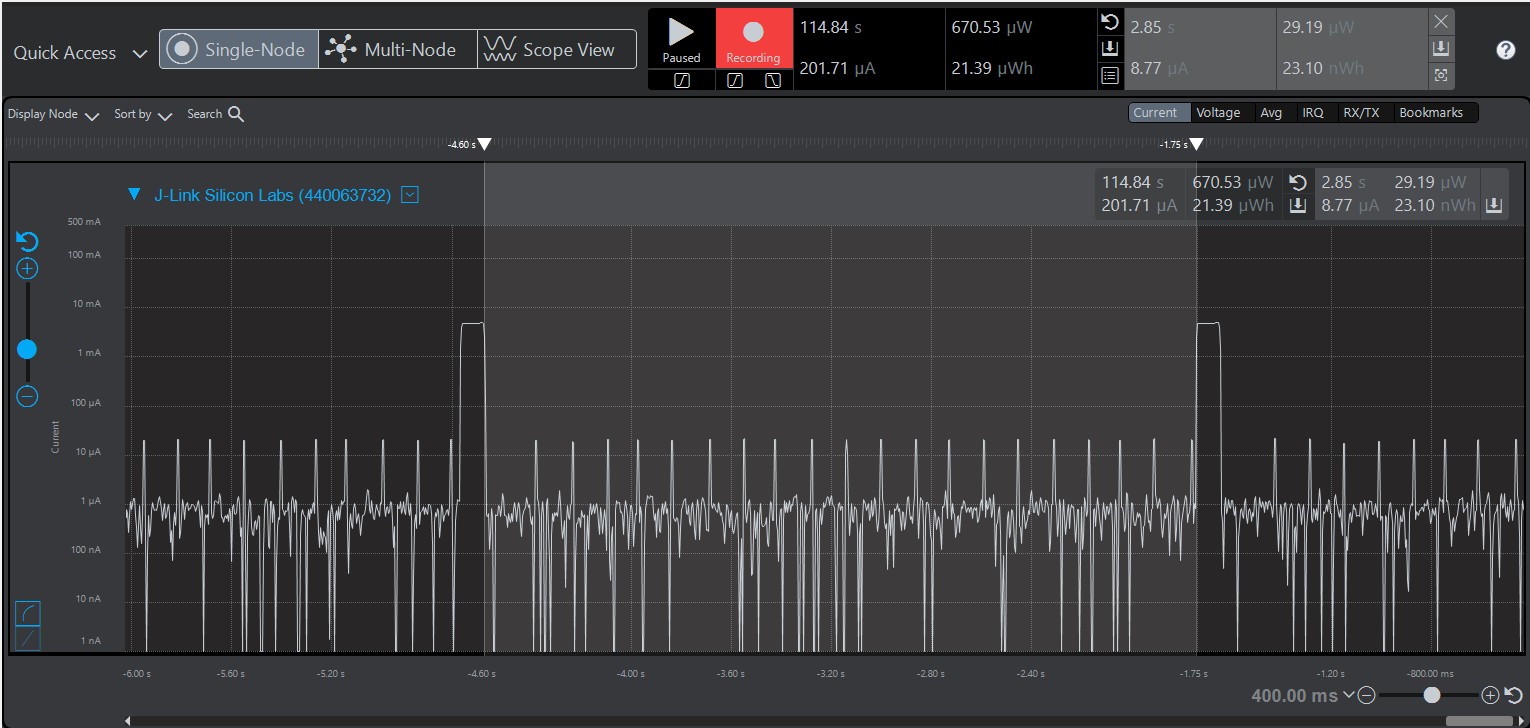 Quick Access Single-Node Multi-Node Scope View
Paused Recording
114.84 s 670.53 µW
201.71 µA 21.39 µWh
2.85 s 29.19 µW
8.77 µA 23.10 nWh
?
Display Node Sort by Search
Current Voltage Avg IRQ RX/TX Bookmarks
-4.60 s -1.75 s
J-Link Silicon Labs (440063732)
114.84 s 670.53 µW 2.85 s 29.19 µW
201.71 µA 21.39 µWh 8.77 µA 23.10 nWh
500 mA
100 mA
10 mA
1 mA
100 µA
Current
10 µA
1 µA
100 nA
10 nA
1 nA
-6.00 s -5.60 s -5.20 s -4.60 s -4.00 s -3.60 s -3.20 s -2.80 s -2.40 s -1.75 s -1.20 s -800.00 ms
400.00 ms